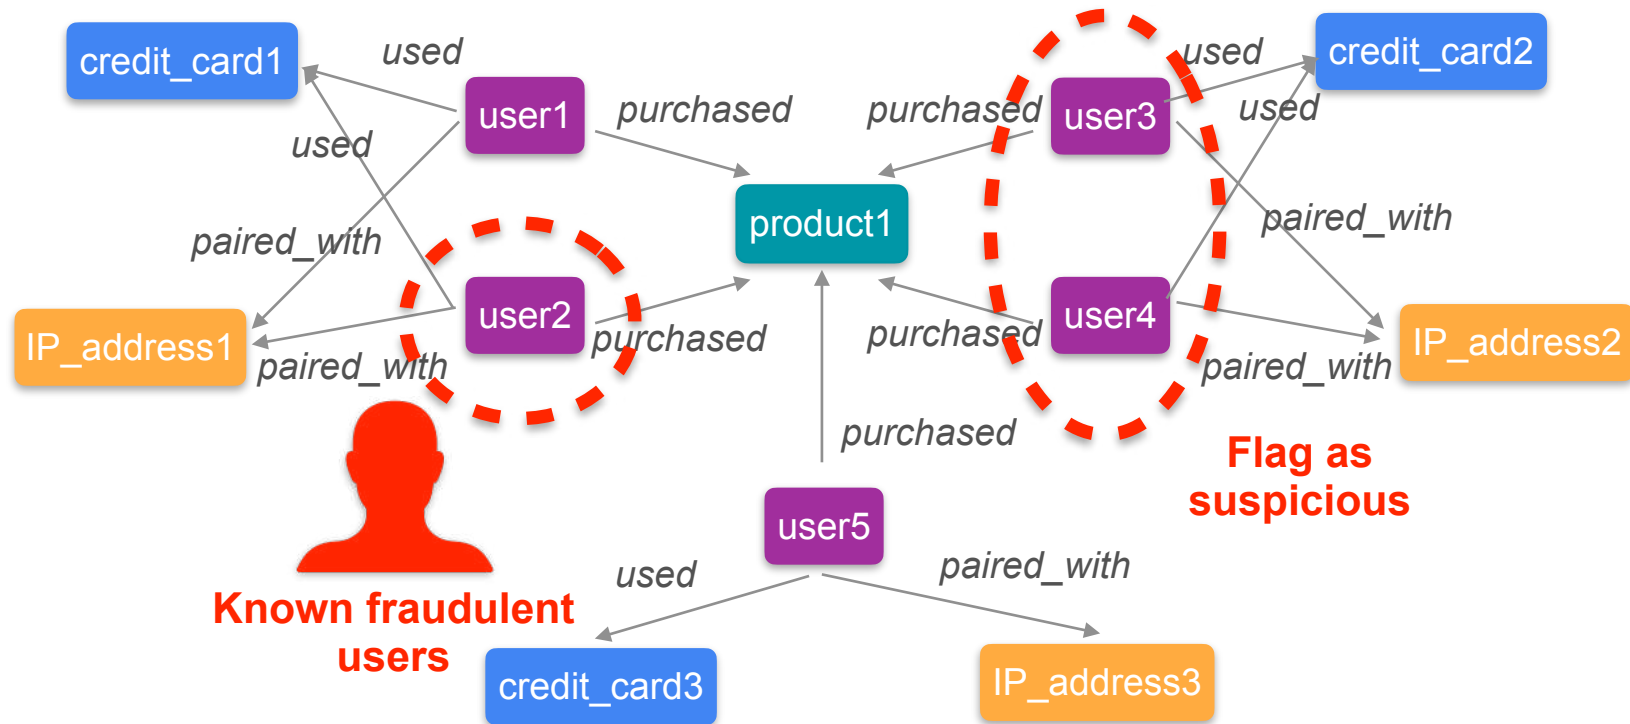 credit_card1
used
used
credit_card2
user1
purchased
purchased
user3
used
used
paired_with
product1
paired_with
IP_address1
user2
purchased
purchased
user4
IP_address2
paired_with
paired_with
purchased
Flag as
suspicious
user5
used
paired_with
Known fraudulent
users
credit_card3
IP_address3